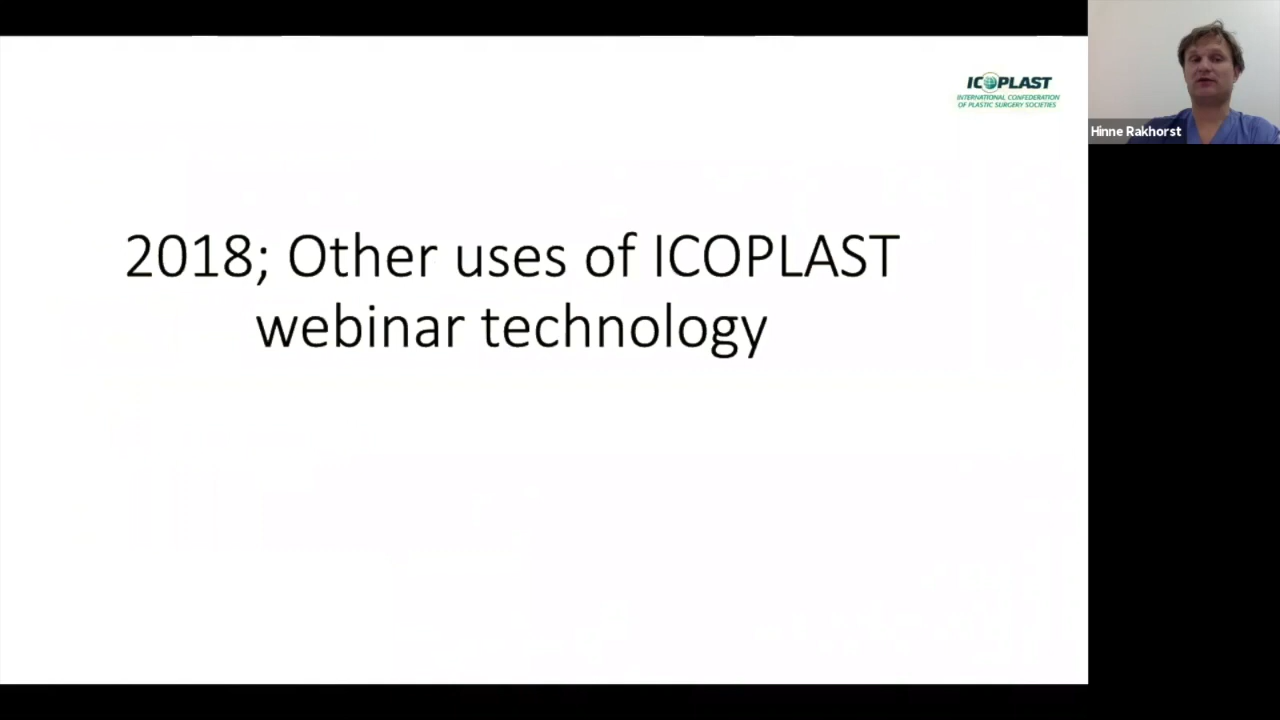 ICOPLAST
INTERNATIONAL CONFEDERATION
OF PLASTIC SURGERY SOCIETIES
Hinne Rakhorst
2018; Other uses of ICOPLAST
webinar technology